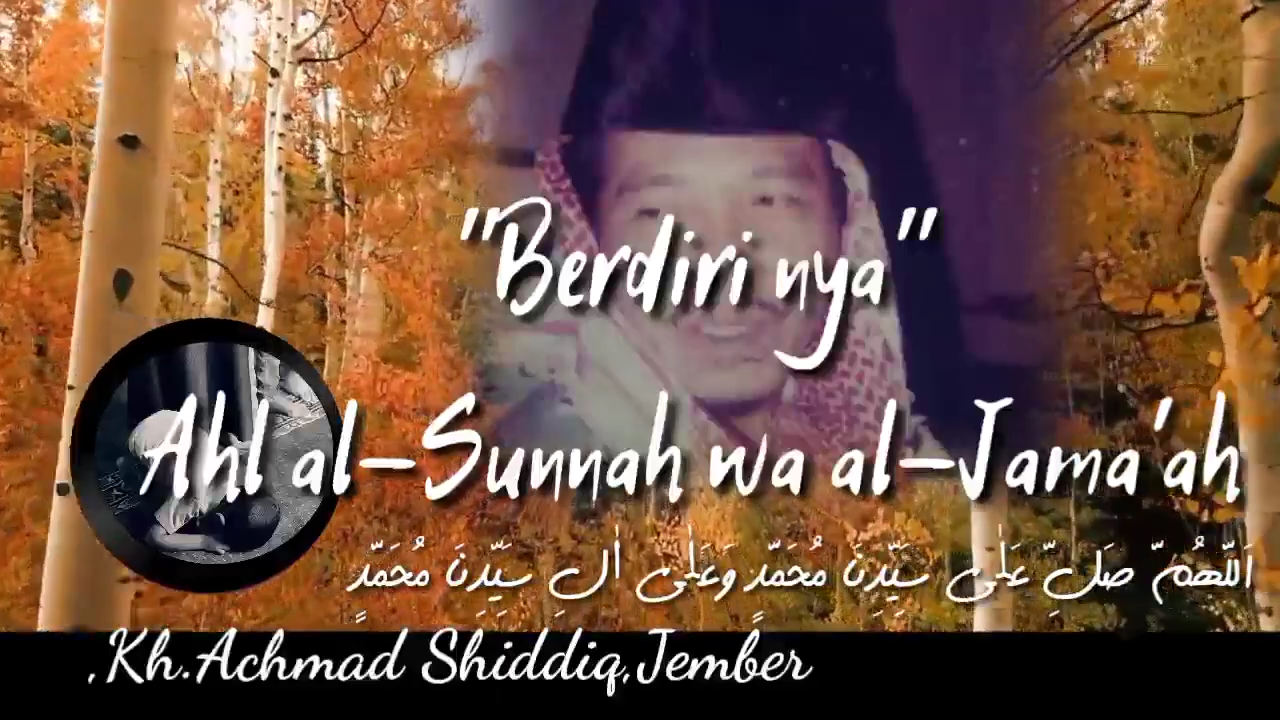 "Berdiri nya"
Ahl al-Sunnah wa al-Jama'ah
اَللّٰهُمَّ صَلِّ عَلٰى سَيِّدِنَ مُحَمَّدٍ وَعَلٰى اٰلِ سَيِّدِنَ مُحَمَّدٍ
,Kh.Achmad Shiddiq,Jember